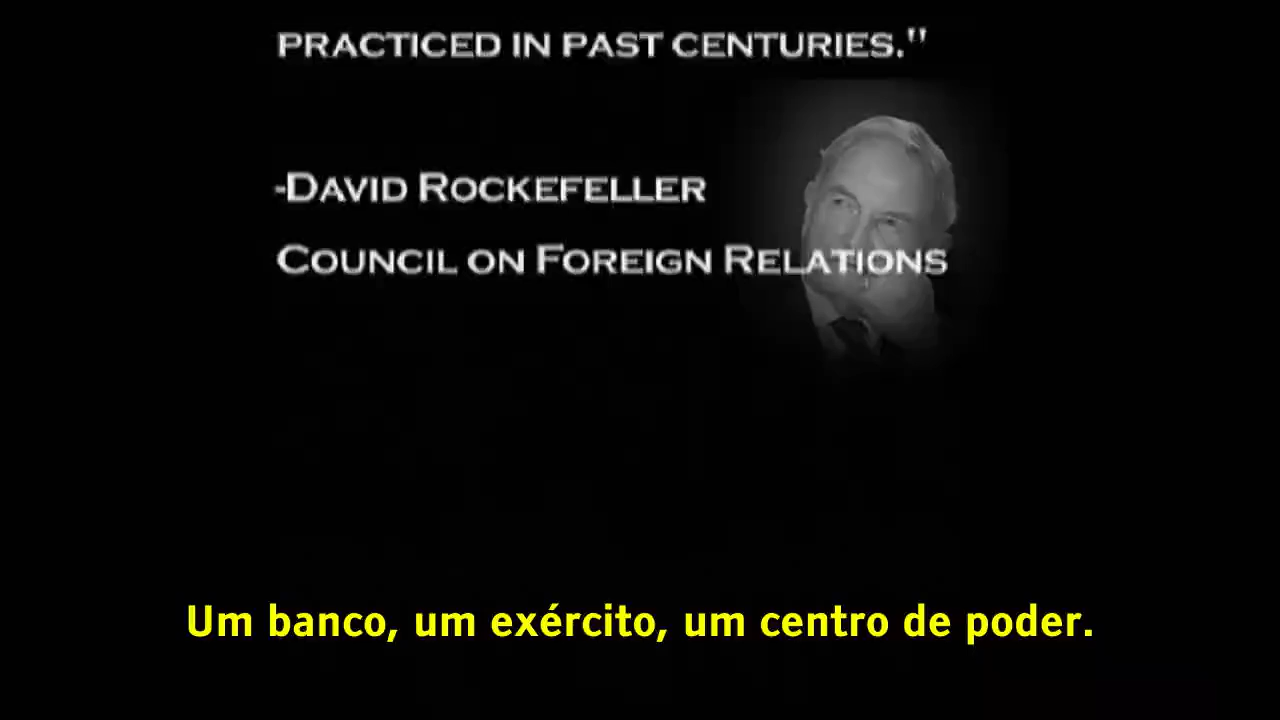 PRACTICED IN PAST CENTURIES."
-DAVID ROCKEFELLER
COUNCIL ON FOREIGN RELATIONS
Um banco, um exército, um centro de poder.